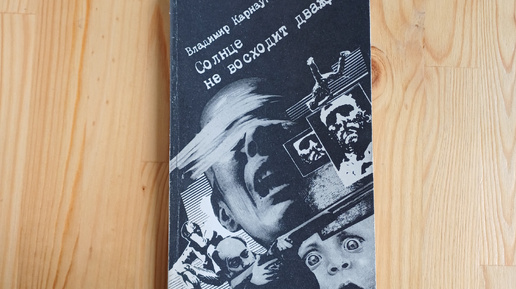 Владимир
Солнце
не восходит